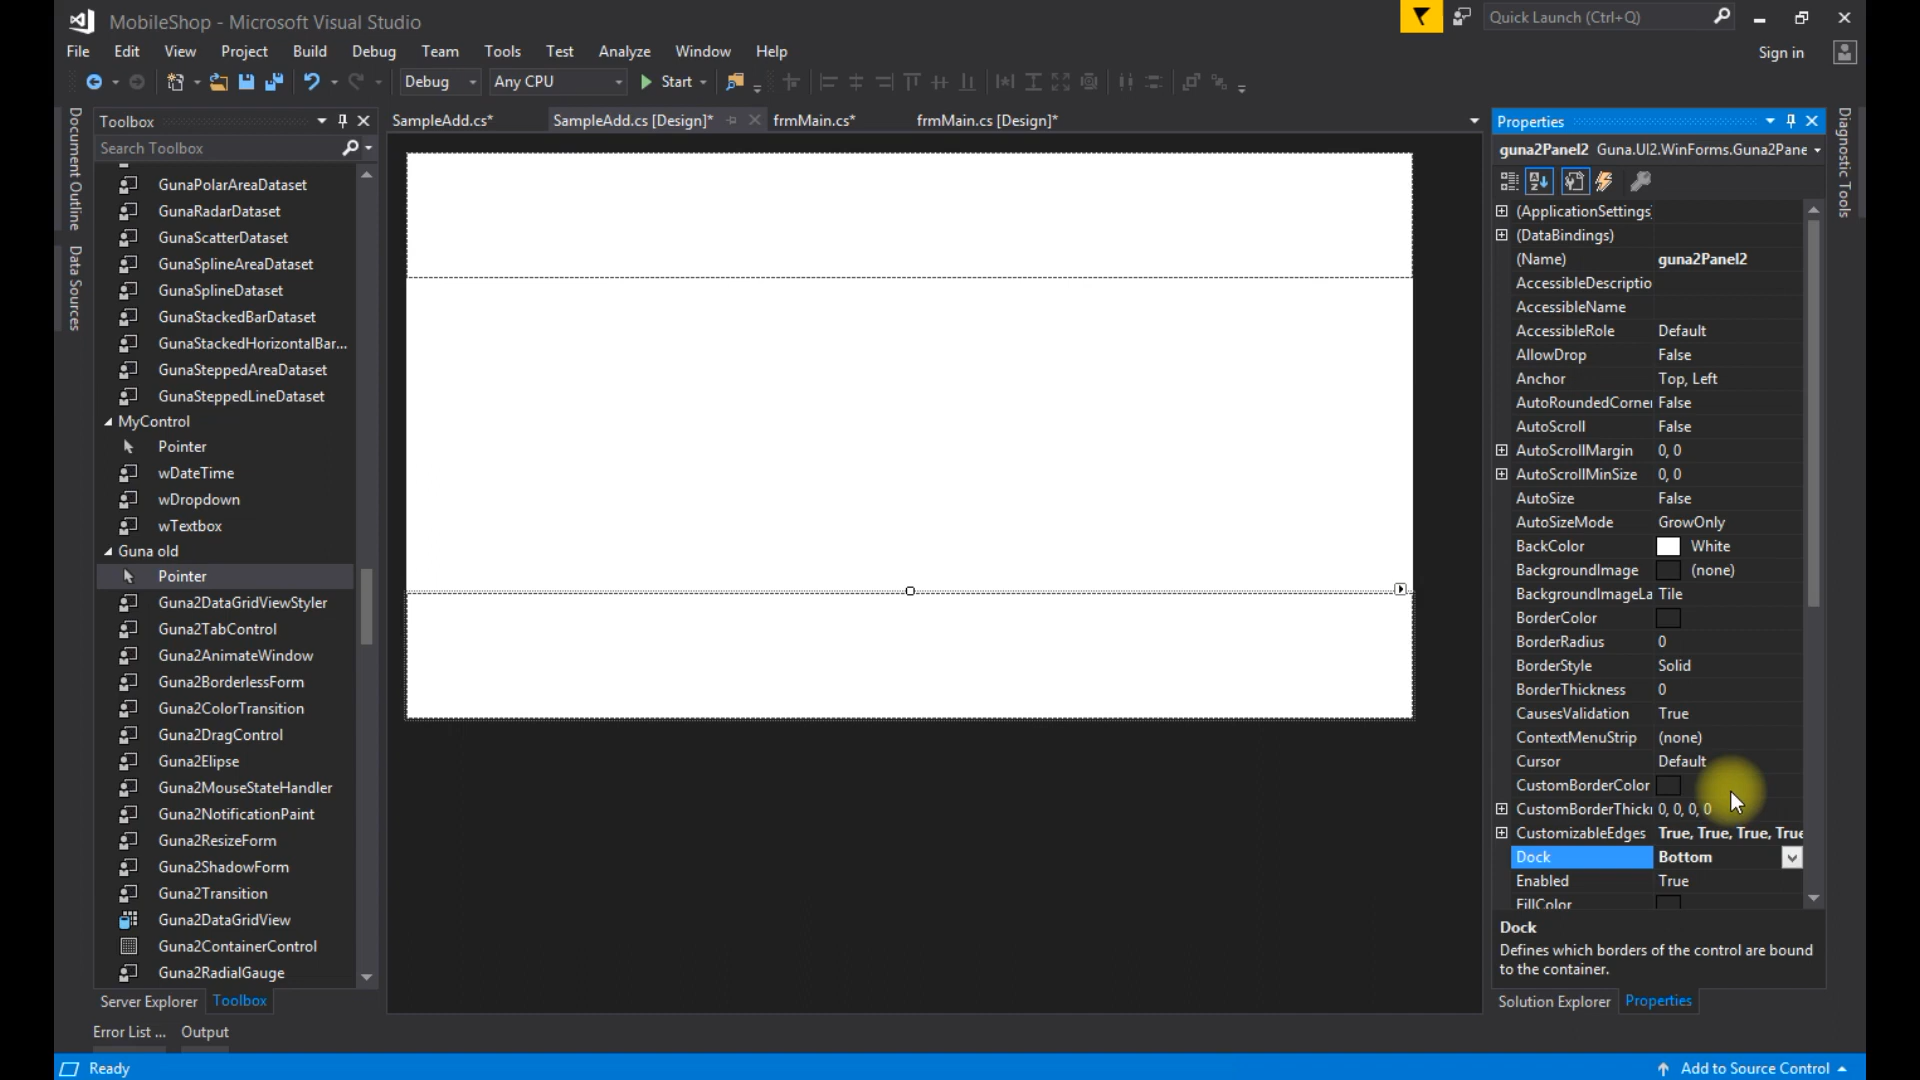 MobileShop - Microsoft Visual Studio
Quick Launch (Ctrl+Q)
File Edit View Project Build Debug Team Tools Test Analyze Window Help
Sign in
Debug Any CPU Start
Document Outline
Data Sources
Toolbox
Search Toolbox
GunaPolarAreaDataset
GunaRadarDataset
GunaScatterDataset
GunaSplineAreaDataset
GunaSplineDataset
GunaStackedBarDataset
GunaStackedHorizontalBar...
GunaSteppedAreaDataset
GunaSteppedLineDataset
MyControl
Pointer
wDateTime
wDropdown
wTextbox
Guna old
Pointer
Guna2DataGridViewStyler
Guna2TabControl
Guna2AnimateWindow
Guna2BorderlessForm
Guna2ColorTransition
Guna2DragControl
Guna2Elipse
Guna2MouseStateHandler
Guna2NotificationPaint
Guna2ResizeForm
Guna2ShadowForm
Guna2Transition
Guna2DataGridView
Guna2ContainerControl
Guna2RadialGauge
Server Explorer Toolbox
Error List ... Output
SampleAdd.cs* SampleAdd.cs [Design]* frmMain.cs* frmMain.cs [Design]*
Properties
guna2Panel2 Guna.UI2.WinForms.Guna2Pane
(ApplicationSettings
(DataBindings)
(Name) guna2Panel2
AccessibleDescriptio
AccessibleName
AccessibleRole Default
AllowDrop False
Anchor Top, Left
AutoRoundedCorner False
AutoScroll False
AutoScrollMargin 0, 0
AutoScrollMinSize 0, 0
AutoSize False
AutoSizeMode GrowOnly
BackColor White
BackgroundImage (none)
BackgroundImageLa Tile
BorderColor
BorderRadius 0
BorderStyle Solid
BorderThickness 0
CausesValidation True
ContextMenuStrip (none)
Cursor Default
CustomBorderColor
CustomBorderThick 0, 0, 0, 0
CustomizableEdges True, True, True, True
Dock Bottom
Enabled True
FillColor
Dock
Defines which borders of the control are bound
to the container.
Solution Explorer Properties
Diagnostic Tools
Ready
Add to Source Control